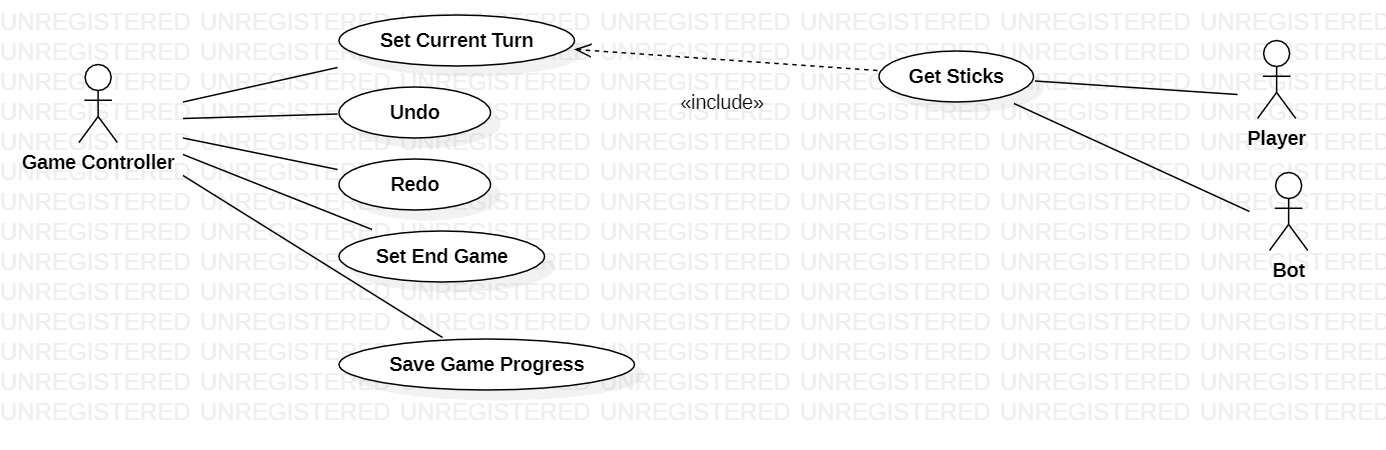 Set Current Turn
Get Sticks
«include»
Undo
Player
Game Controller
Redo
Set End Game
Bot
Save Game Progress
UNREGISTERED UNREGISTERED UNREGISTERED UNREGISTERED UNREGISTERED UNREGISTERED UNREGISTERED